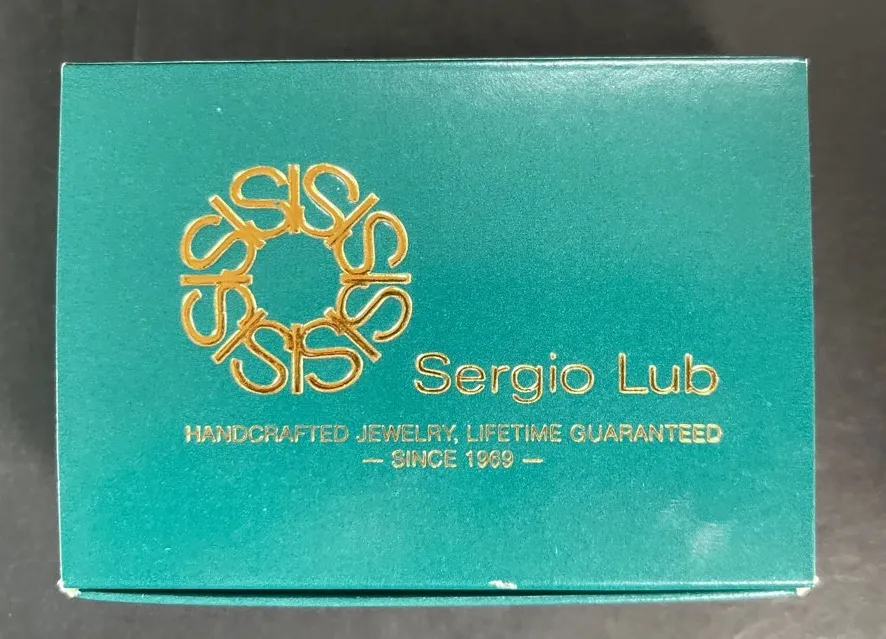 Sergio Lub
HANDCRAFTED JEWELRY, LIFETIME GUARANTEED
— SINCE 1969 —